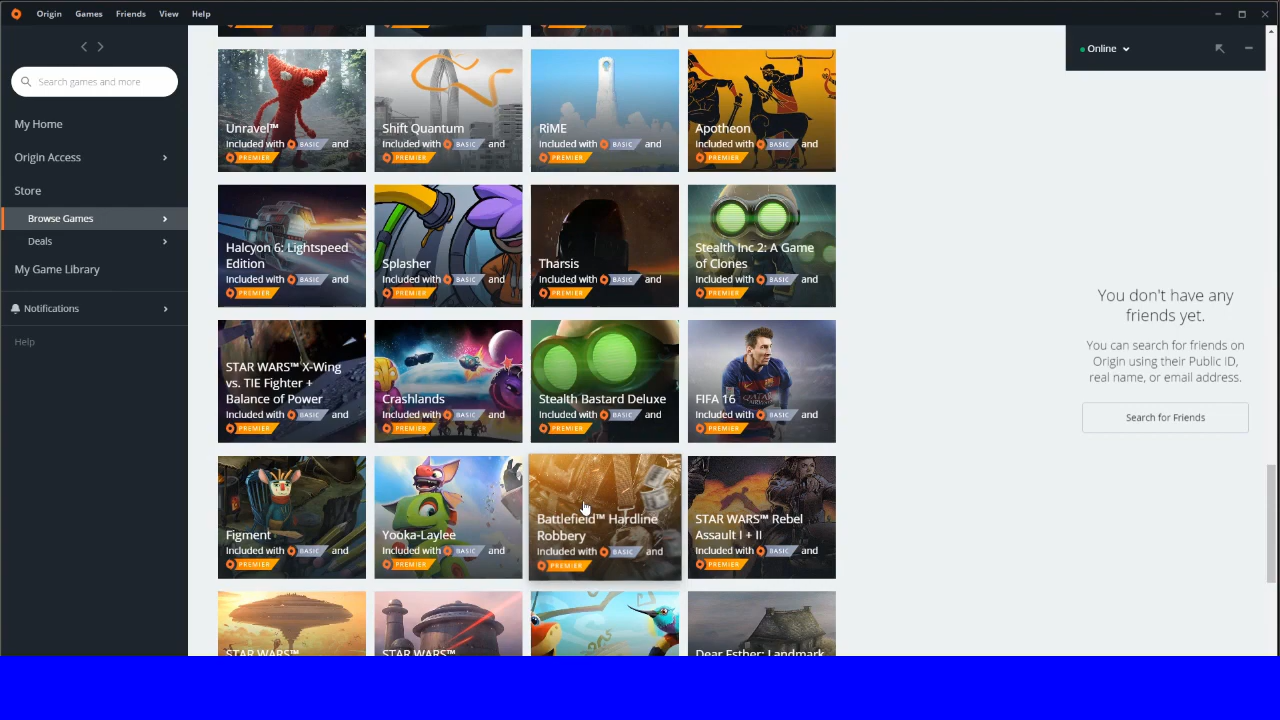 Origin Games Friends View Help
Search games and more
My Home
Origin Access
Store
Browse Games
Deals
My Game Library
Notifications
Help
Unravel™
Included with BASIC and
PREMIER
Shift Quantum
Included with BASIC and
PREMIER
RiME
Included with BASIC and
PREMIER
Apotheon
Included with BASIC and
PREMIER
Halcyon 6: Lightspeed
Edition
Included with BASIC and
PREMIER
Splasher
Included with BASIC and
PREMIER
Tharsis
Included with BASIC and
PREMIER
Stealth Inc 2: A Game
of Clones
Included with BASIC and
PREMIER
STAR WARS™ X-Wing
vs. TIE Fighter +
Balance of Power
Included with BASIC and
PREMIER
Crashlands
Included with BASIC and
PREMIER
Stealth Bastard Deluxe
Included with BASIC and
PREMIER
FIFA 16
Included with BASIC and
PREMIER
Figment
Included with BASIC and
PREMIER
Yooka-Laylee
Included with BASIC and
PREMIER
Battlefield™ Hardline
Robbery
Included with BASIC and
PREMIER
STAR WARS™ Rebel
Assault I + II
Included with BASIC and
PREMIER
STAR WARS™
STAR WARS™
Dear Esther: Landmark
Online
You don't have any
friends yet.
You can search for friends on
Origin using their Public ID,
real name, or email address.
Search for Friends